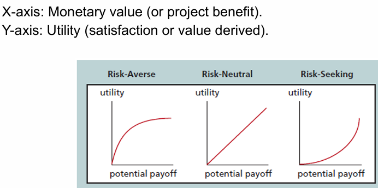 X-axis: Monetary value (or project benefit).
Y-axis: Utility (satisfaction or value derived).
Risk-Averse Risk-Neutral Risk-Seeking
utility utility utility
potential payoff potential payoff potential payoff